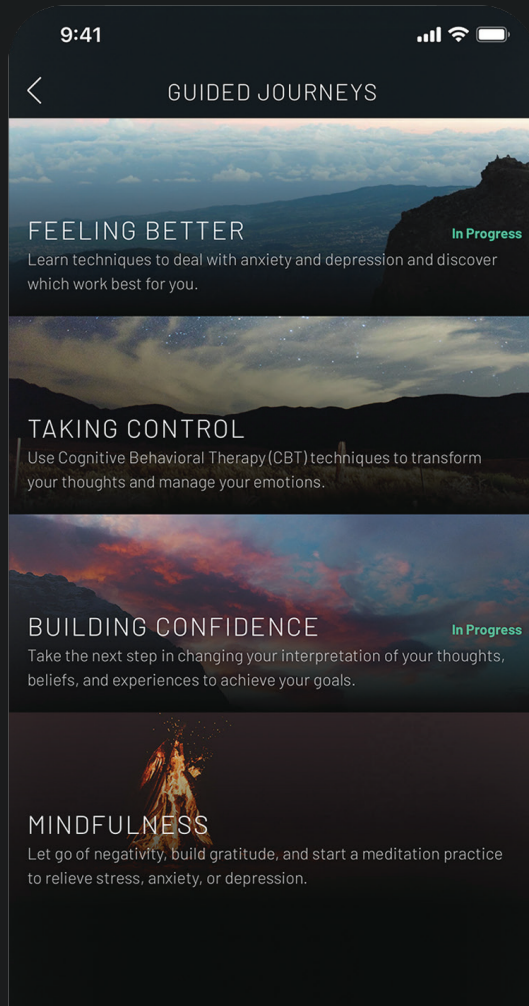 9:41
GUIDED JOURNEYS
FEELING BETTER
In Progress
Learn techniques to deal with anxiety and depression and discover
which work best for you.
TAKING CONTROL
Use Cognitive Behavioral Therapy (CBT) techniques to transform
your thoughts and manage your emotions.
BUILDING CONFIDENCE
In Progress
Take the next step in changing your interpretation of your thoughts,
beliefs, and experiences to achieve your goals.
MINDFULNESS
Let go of negativity, build gratitude, and start a meditation practice
to relieve stress, anxiety, or depression.